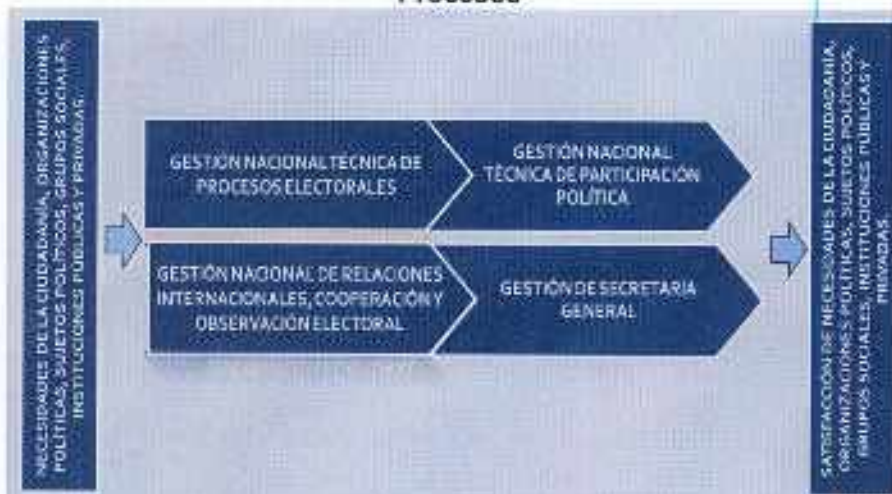 NECESIDADES DE LA CIUDADANÍA, ORGANIZACIONES
POLÍTICAS, SUJETOS POLÍTICOS, GRUPOS SOCIALES,
INSTITUCIONES PÚBLICAS Y PRIVADAS.
GESTIÓN NACIONAL TÉCNICA DE
PROCESOS ELECTORALES
GESTIÓN NACIONAL
TÉCNICA DE PARTICIPACIÓN
POLÍTICA
GESTIÓN NACIONAL DE RELACIONES
INTERNACIONALES, COOPERACIÓN Y
OBSERVACIÓN ELECTORAL
GESTIÓN DE SECRETARIA
GENERAL
SATISFACCIÓN DE NECESIDADES DE LA CIUDADANÍA,
ORGANIZACIONES POLÍTICAS, SUJETOS POLÍTICOS,
GRUPOS SOCIALES, INSTITUCIONES PÚBLICAS Y
PRIVADAS.